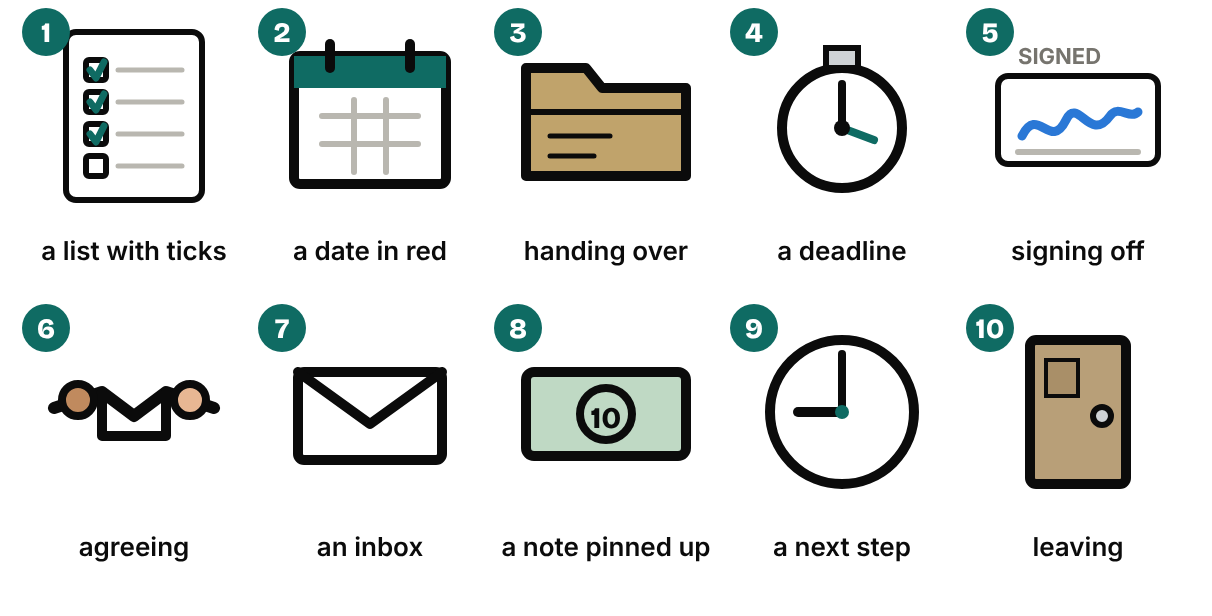 1
2
3
4
5
SIGNED
a list with ticks
a date in red
handing over
a deadline
signing off
6
7
8
9
10
10
agreeing
an inbox
a note pinned up
a next step
leaving